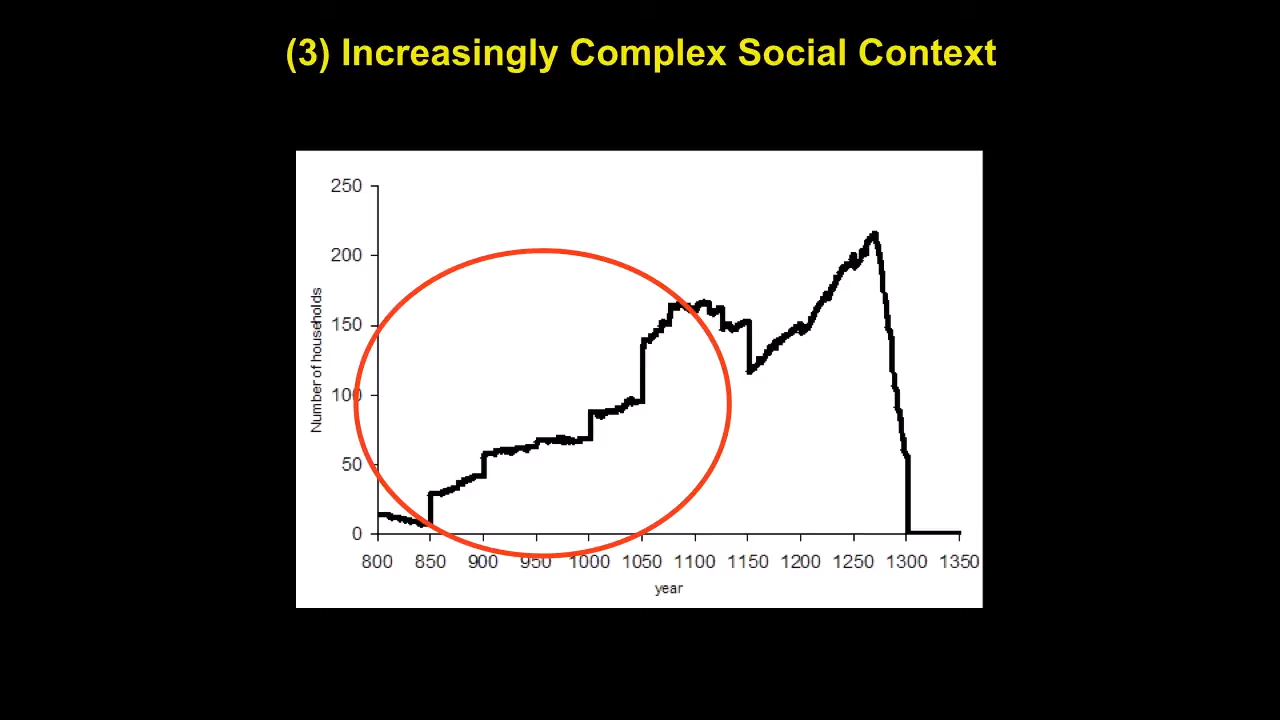 (3) Increasingly Complex Social Context
250
200
150
100
50
0
Number of households
800 850 900 950 1000 1050 1100 1150 1200 1250 1300 1350
year